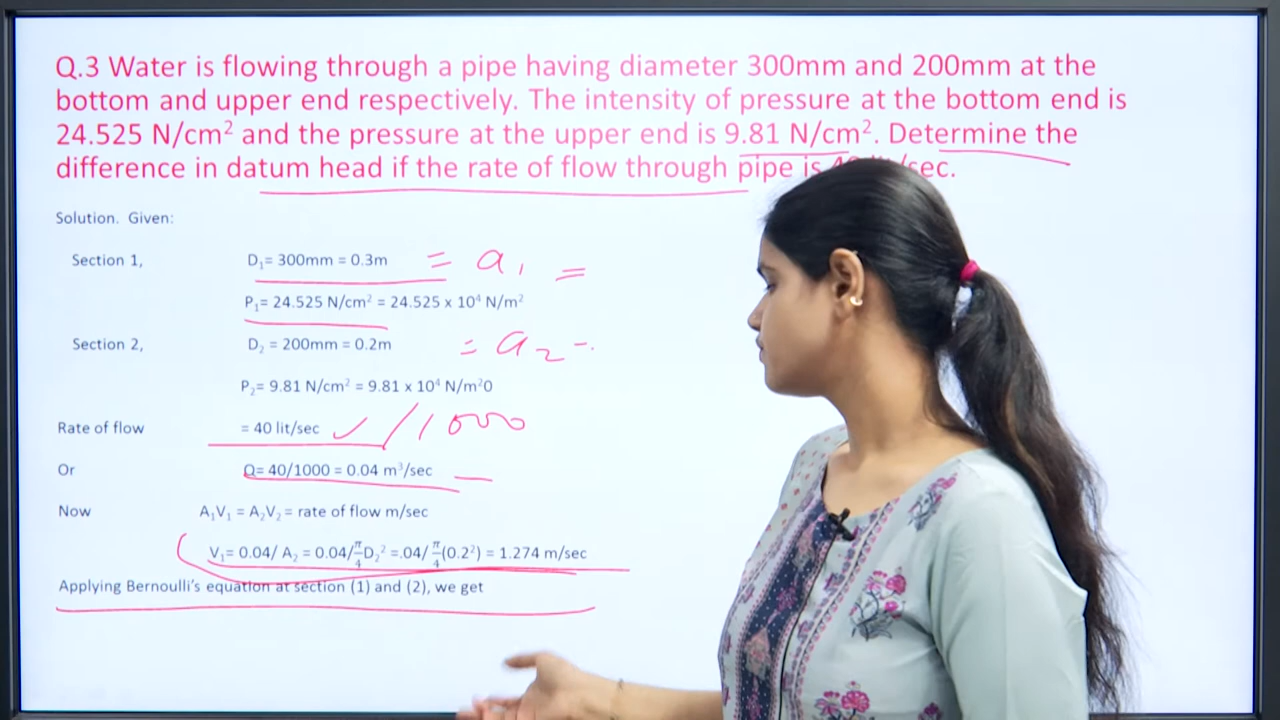 Q.3 Water is flowing through a pipe having diameter 300mm and 200mm at the
bottom and upper end respectively. The intensity of pressure at the bottom end is
24.525 N/cm² and the pressure at the upper end is 9.81 N/cm². Determine the
difference in datum head if the rate of flow through pipe is sec.
Solution. Given:
Section 1, D₁= 300mm = 0.3m = a₁ =
P₁= 24.525 N/cm² = 24.525 x 10⁴ N/m²
Section 2, D₂ = 200mm = 0.2m = a₂ =
P₂= 9.81 N/cm² = 9.81 x 10⁴ N/m²0
Rate of flow = 40 lit/sec ✓ /1000
Or Q= 40/1000 = 0.04 m³/sec
Now A₁V₁ = A₂V₂ = rate of flow m/sec
V₁= 0.04/ A₂ = 0.04/π/4 D₂² =.04/ π/4 (0.2²) = 1.274 m/sec
Applying Bernoulli's equation at section (1) and (2), we get